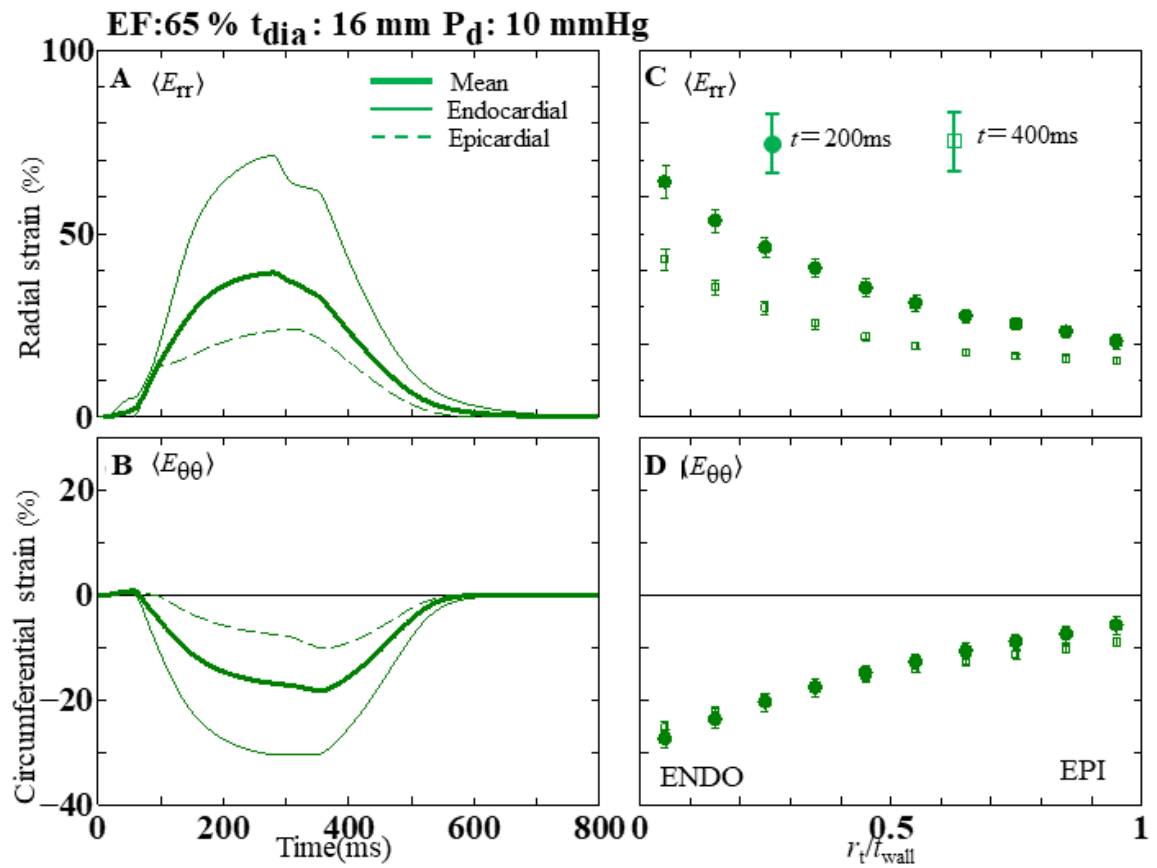 EF:65 % t_dia : 16 mm P_d: 10 mmHg
100
50
0
Radial strain (%)
A ⟨E_rr⟩
Mean
Endocardial
Epicardial
C ⟨E_rr⟩
t=200ms
t=400ms
20
0
−20
−40
Circumferential strain (%)
B ⟨E_θθ⟩
0 200 400 600 800
Time(ms)
D ⟨E_θθ⟩
ENDO
EPI
0.5 1
r_t/t_wall